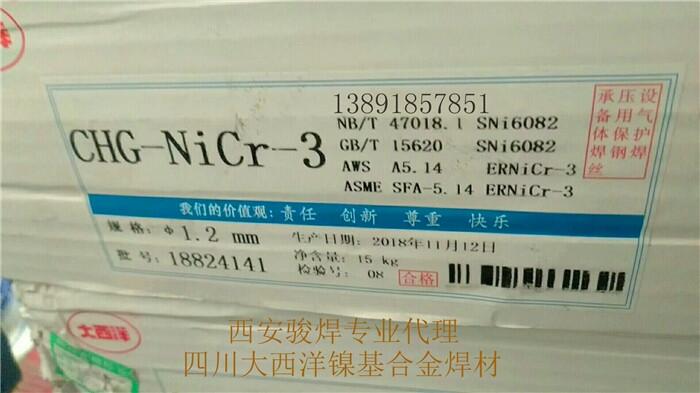 13891857851
CHG-NiCr-3
NB/T 47018.1 SNi6082
GB/T 15620 SNi6082
AWS A5.14 ERNiCr-3
ASME SFA-5.14 ERNiCr-3
承压设
备用气
体保护
焊钢焊
丝
我们的价值观:责任 创新 尊重 快乐
规格:φ1.2 mm
生产日期:2018年11月12日
批号:18824141
净含量:15 kg
检验号:08
合格
大西洋
西安骏焊专业代理
四川大西洋镍基合金焊材